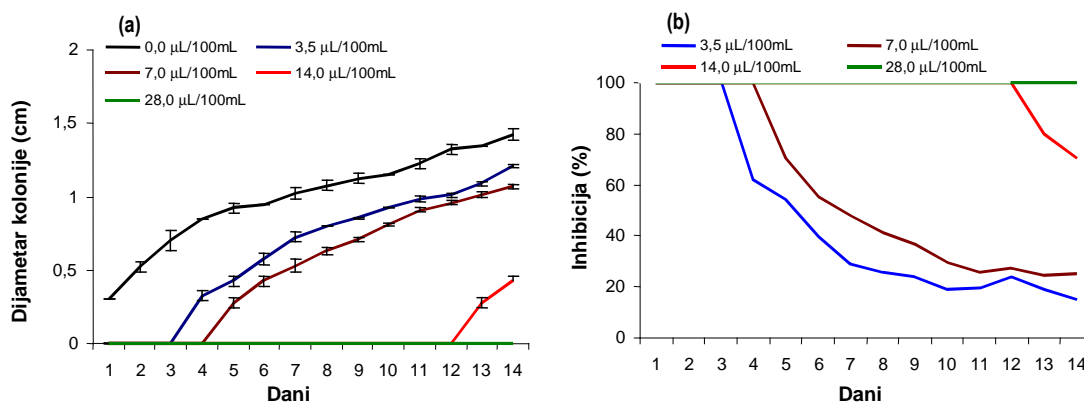 (a)
0,0 µL/100mL 3,5 µL/100mL
7,0 µL/100mL 14,0 µL/100mL
28,0 µL/100mL
Dijametar kolonije (cm)
2
1,5
1
0,5
0
1 2 3 4 5 6 7 8 9 10 11 12 13 14
Dani
(b)
3,5 µL/100mL 7,0 µL/100mL
14,0 µL/100mL 28,0 µL/100mL
Inhibicija (%)
100
80
60
40
20
0
1 2 3 4 5 6 7 8 9 10 11 12 13 14
Dani